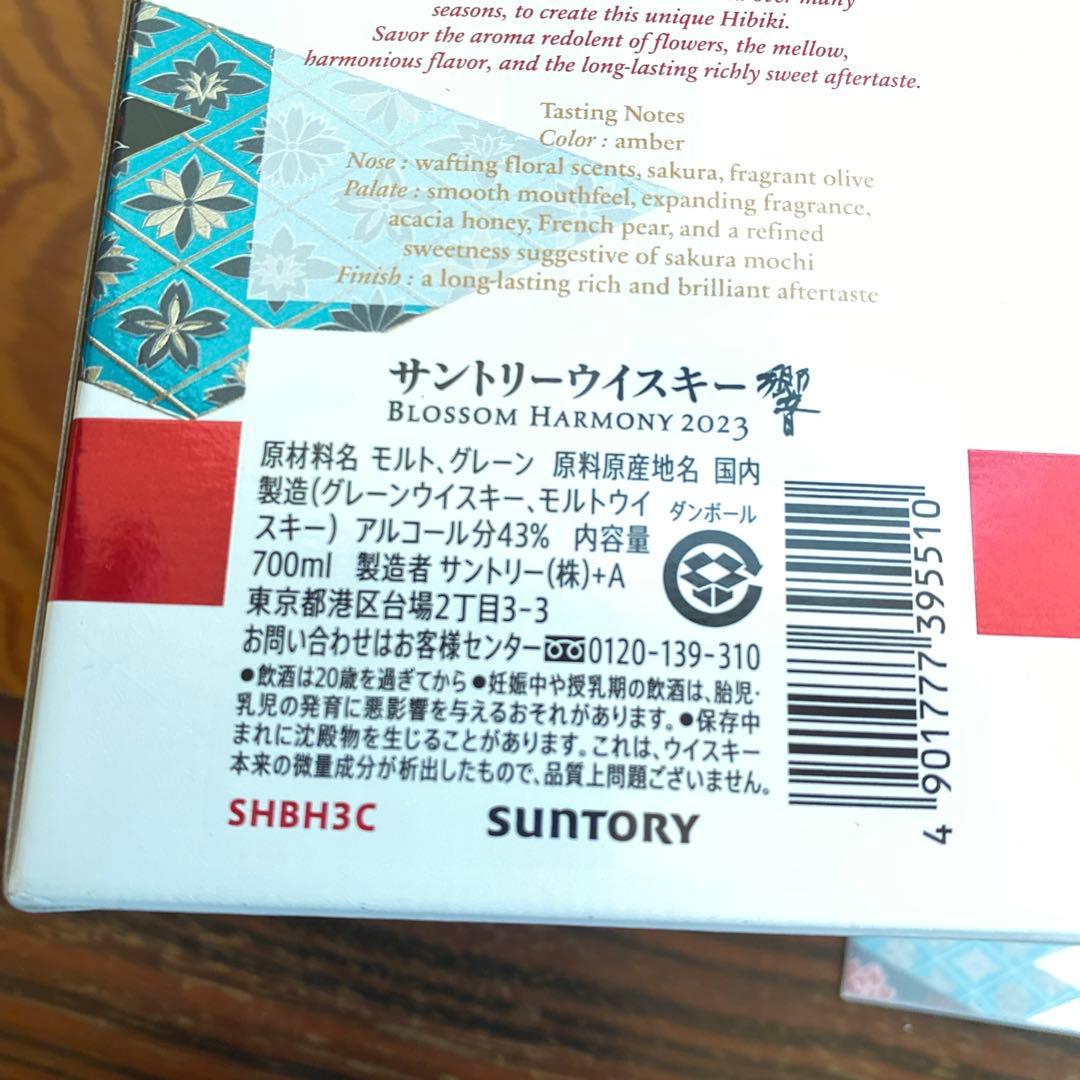 over many
seasons, to create this unique Hibiki.
Savor the aroma redolent of flowers, the mellow,
harmonious flavor, and the long-lasting richly sweet aftertaste.
Tasting Notes
Color : amber
Nose : wafting floral scents, sakura, fragrant olive
Palate : smooth mouthfeel, expanding fragrance,
acacia honey, French pear, and a refined
sweetness suggestive of sakura mochi
Finish : a long-lasting rich and brilliant aftertaste
サントリーウイスキー 響
BLOSSOM HARMONY 2023
原材料名 モルト、グレーン 原料原産地名 国内
製造(グレーンウイスキー、モルトウイ
スキー) アルコール分43% 内容量
700ml 製造者 サントリー(株)+A
東京都港区台場2丁目3-3
お問い合わせはお客様センター 0120-139-310
●飲酒は20歳を過ぎてから●妊娠中や授乳期の飲酒は、胎児・
乳児の発育に悪影響を与えるおそれがあります。●保存中
まれに沈殿物を生じることがあります。これは、ウイスキー
本来の微量成分が析出したもので、品質上問題ございません。
ダンボール
SHBH3C
SUNTORY
4 901777 395510